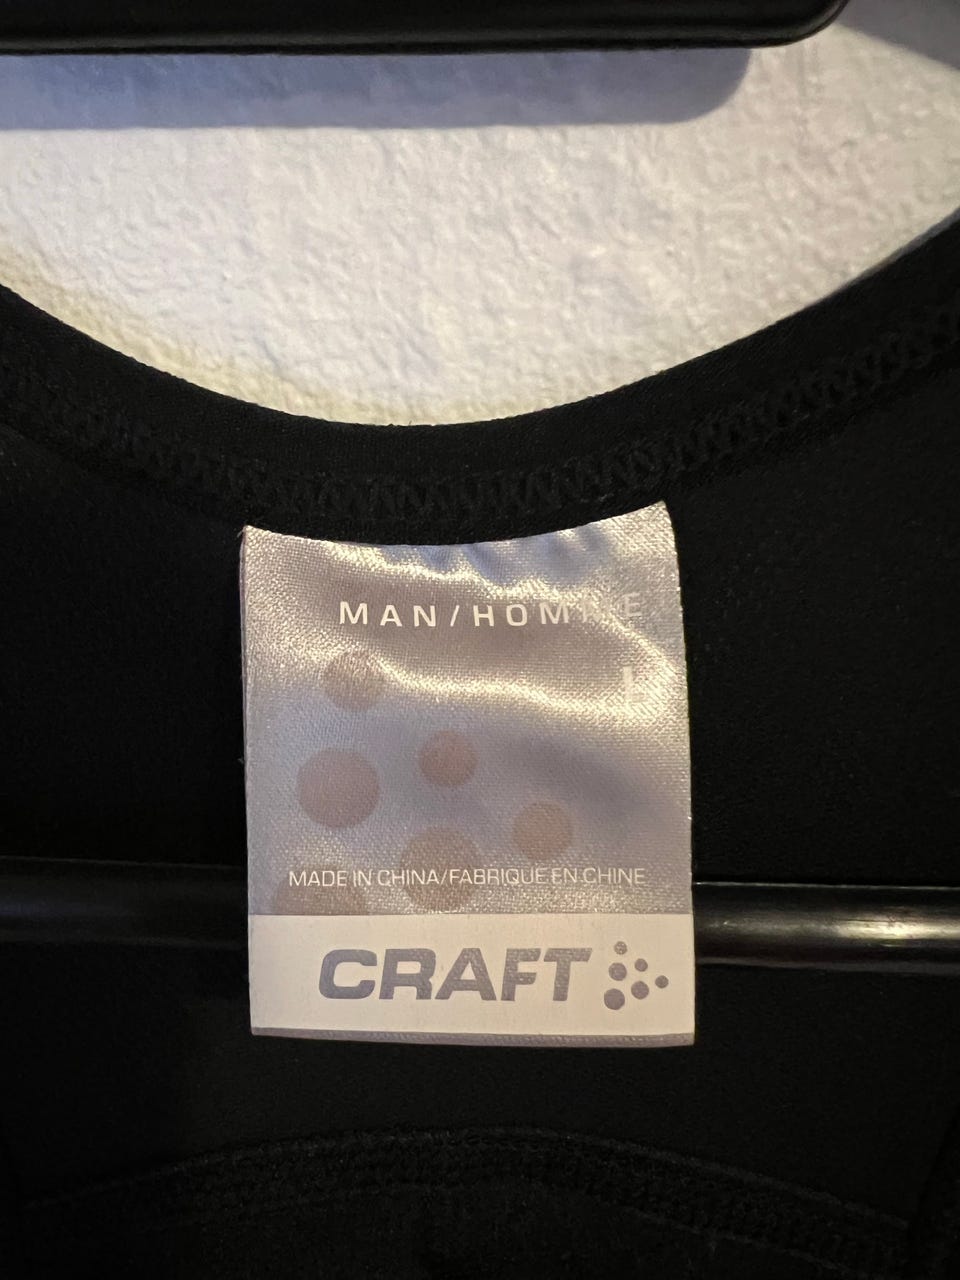 MAN/HOMME
L
MADE IN CHINA/FABRIQUE EN CHINE
CRAFT